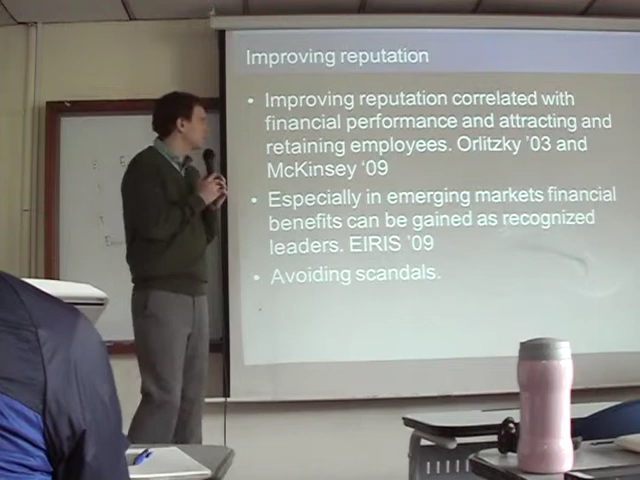 Improving reputation
• Improving reputation correlated with
financial performance and attracting and
retaining employees. Orlitzky '03 and
McKinsey '09
• Especially in emerging markets financial
benefits can be gained as recognized
leaders. EIRIS '09
• Avoiding scandals.